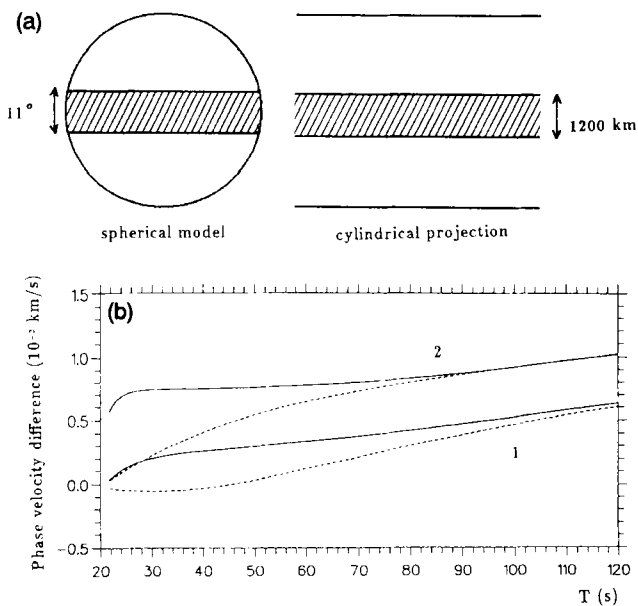 (a)
11°
1200 km
spherical model
cylindrical projection
(b)
Phase velocity difference (10⁻² km/s)
1.5
1.0
0.5
0.0
-0.5
2
1
20 30 40 50 60 70 80 90 100 110 120
T (s)